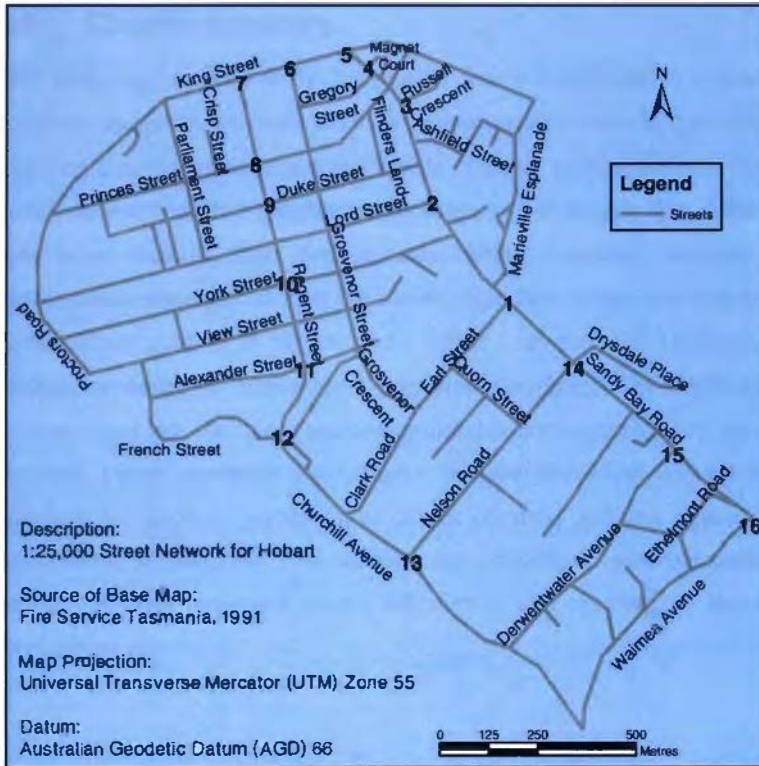 5
Magnet
Court
King Street
7
6
4
N
Gregory
Street
Russell
Crescent
3
Crisp Street
Flinders Land
Ashfield Street
Parliament Street
8
Duke Street
Legend
Streets
Princes Street
9
Lord Street
2
Marieville Esplanade
Grosvenor Street
York Street
10
Regent Street
1
View Street
Proctors Road
Drysdale Place
Alexander Street
11
Grosvenor
Crescent
Earl Street
Quorn Street
14
Sandy Bay Road
French Street
12
15
Clark Road
Nelson Road
Ethelmont Road
Churchill Avenue
16
Description:
1:25,000 Street Network for Hobart
13
Derwentwater Avenue
Waimea Avenue
Source of Base Map:
Fire Service Tasmania, 1991
Map Projection:
Universal Transverse Mercator (UTM) Zone 55
Datum:
Australian Geodetic Datum (AGD) 66
0 125 250 500
Metres